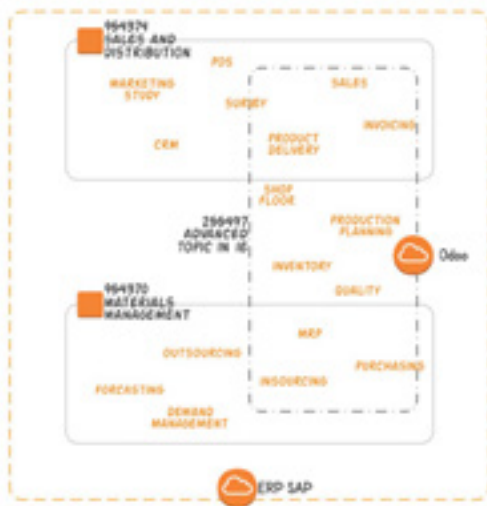 964974
SALES AND
DISTRIBUTION
POS
MARKETING
STUDY
SALES
SURVEY
INVOICING
CRM
PRODUCT
DELIVERY
SHOP
FLOOR
255497
ADVANCED
TOPIC IN IE
PRODUCTION
PLANNING
Odoo
INVENTORY
QUALITY
964970
MATERIALS
MANAGEMENT
MRP
OUTSOURCING
PURCHASING
INSOURCING
FORCASTING
DEMAND
MANAGEMENT
ERP SAP